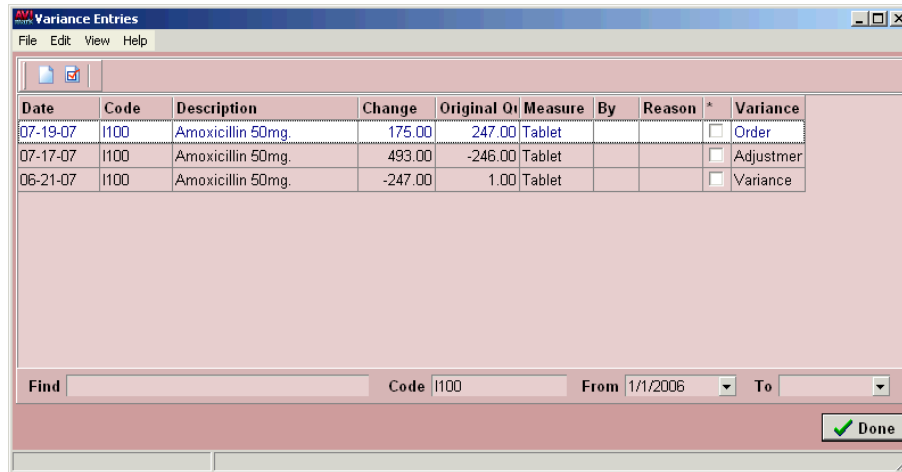 AVI mark Variance Entries
File Edit View Help
Date Code Description Change Original Qu Measure By Reason * Variance
07-19-07 I100 Amoxicillin 50mg. 175.00 247.00 Tablet Order
07-17-07 I100 Amoxicillin 50mg. 493.00 -246.00 Tablet Adjustmer
06-21-07 I100 Amoxicillin 50mg. -247.00 1.00 Tablet Variance
Find Code I100 From 1/1/2006 To
Done